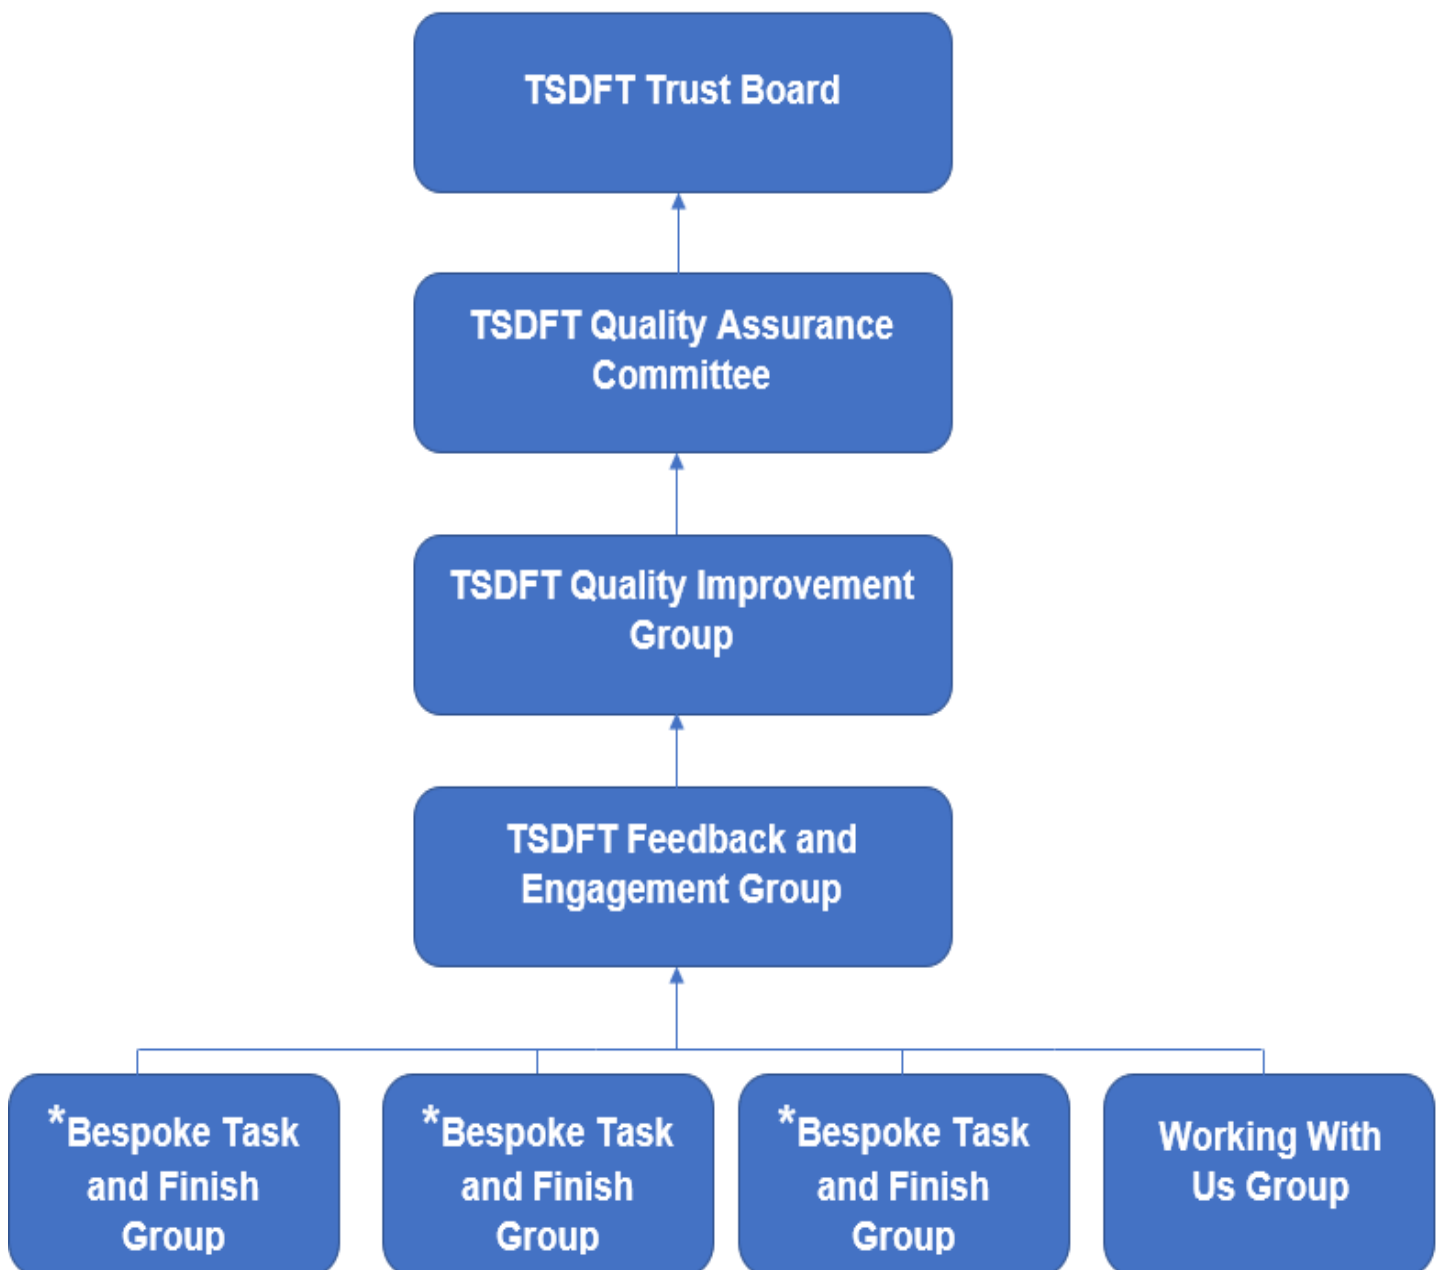 TSDFT Trust Board
TSDFT Quality Assurance
Committee
TSDFT Quality Improvement
Group
TSDFT Feedback and
Engagement Group
*Bespoke Task
and Finish
Group
*Bespoke Task
and Finish
Group
*Bespoke Task
and Finish
Group
Working With
Us Group